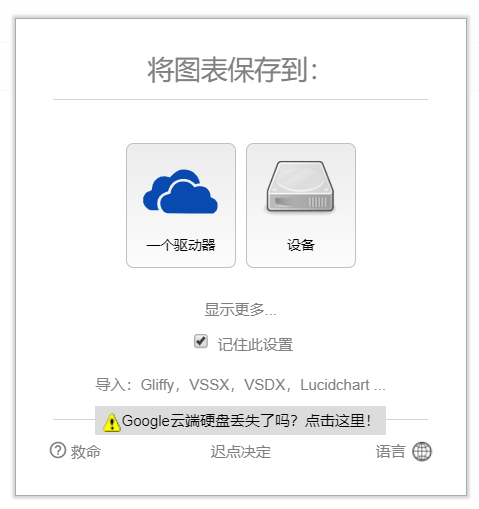 将图表保存到：
一个驱动器
设备
显示更多...
记住此设置
导入：Gliffy，VSSX，VSDX，Lucidchart ...
Google云端硬盘丢失了吗？点击这里！
救命
迟点决定
语言